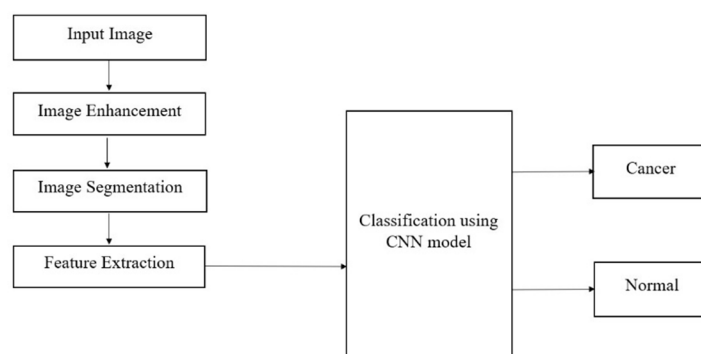 Input Image
Image Enhancement
Image Segmentation
Feature Extraction
Classification using
CNN model
Cancer
Normal